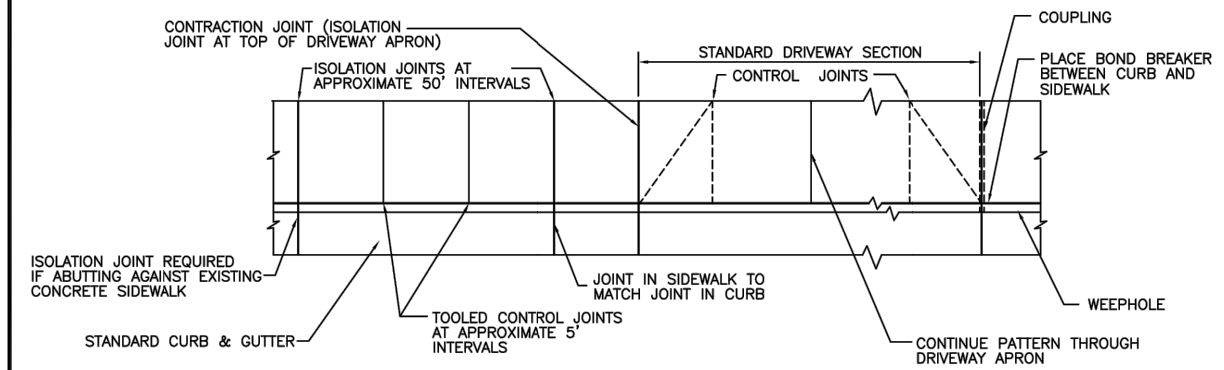 CONTRACTION JOINT (ISOLATION
JOINT AT TOP OF DRIVEWAY APRON)
ISOLATION JOINTS AT
APPROXIMATE 50' INTERVALS
STANDARD DRIVEWAY SECTION
CONTROL JOINTS
COUPLING
PLACE BOND BREAKER
BETWEEN CURB AND
SIDEWALK
ISOLATION JOINT REQUIRED
IF ABUTTING AGAINST EXISTING
CONCRETE SIDEWALK
STANDARD CURB & GUTTER
TOOLED CONTROL JOINTS
AT APPROXIMATE 5'
INTERVALS
JOINT IN SIDEWALK TO
MATCH JOINT IN CURB
WEEPHOLE
CONTINUE PATTERN THROUGH
DRIVEWAY APRON